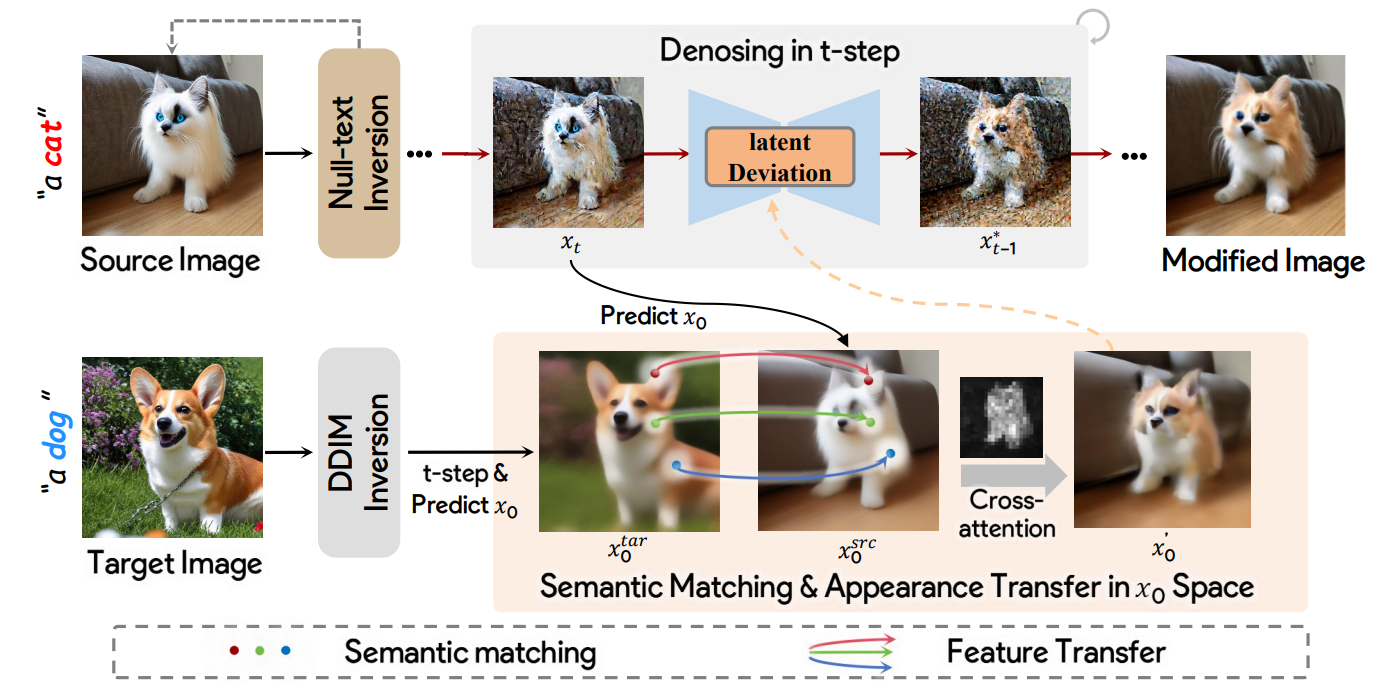 Denosing in t-step
"a cat"
Null-text
Inversion
•••
latent
Deviation
•••
x_t
x*_{t-1}
Source Image
Modified Image
Predict x_0
"a dog"
DDIM
Inversion
t-step &
Predict x_0
Cross-
attention
x_0^{tar}
x_0^{src}
x_0^{'}
Target Image
Semantic Matching & Appearance Transfer in x_0 Space
Semantic matching
Feature Transfer